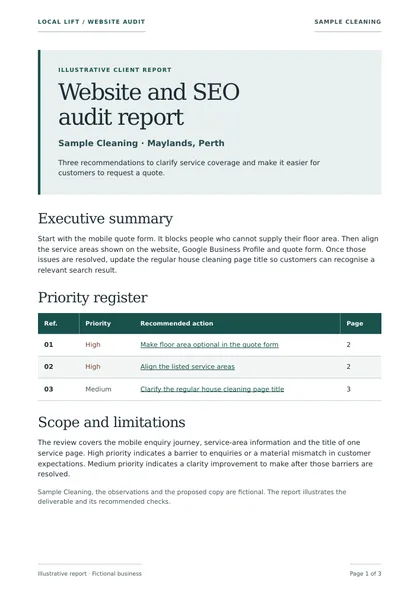 LOCAL LIFT / WEBSITE AUDIT
SAMPLE CLEANING
ILLUSTRATIVE CLIENT REPORT
Website and SEO
audit report
Sample Cleaning · Maylands, Perth
Three recommendations to clarify service coverage and make it easier for
customers to request a quote.
Executive summary
Start with the mobile quote form. It blocks people who cannot supply their floor area. Then align
the service areas shown on the website, Google Business Profile and quote form. Once those
issues are resolved, update the regular house cleaning page title so customers can recognise a
relevant search result.
Priority register
Ref. Priority Recommended action Page
01 High Make floor area optional in the quote form 2
02 High Align the listed service areas 2
03 Medium Clarify the regular house cleaning page title 3
Scope and limitations
The review covers the mobile enquiry journey, service-area information and the title of one
service page. High priority indicates a barrier to enquiries or a material mismatch in customer
expectations. Medium priority indicates a clarity improvement to make after those barriers are
resolved.
Sample Cleaning, the observations and the proposed copy are fictional. The report illustrates the
deliverable and its recommended checks.
Illustrative report · Fictional business
Page 1 of 3